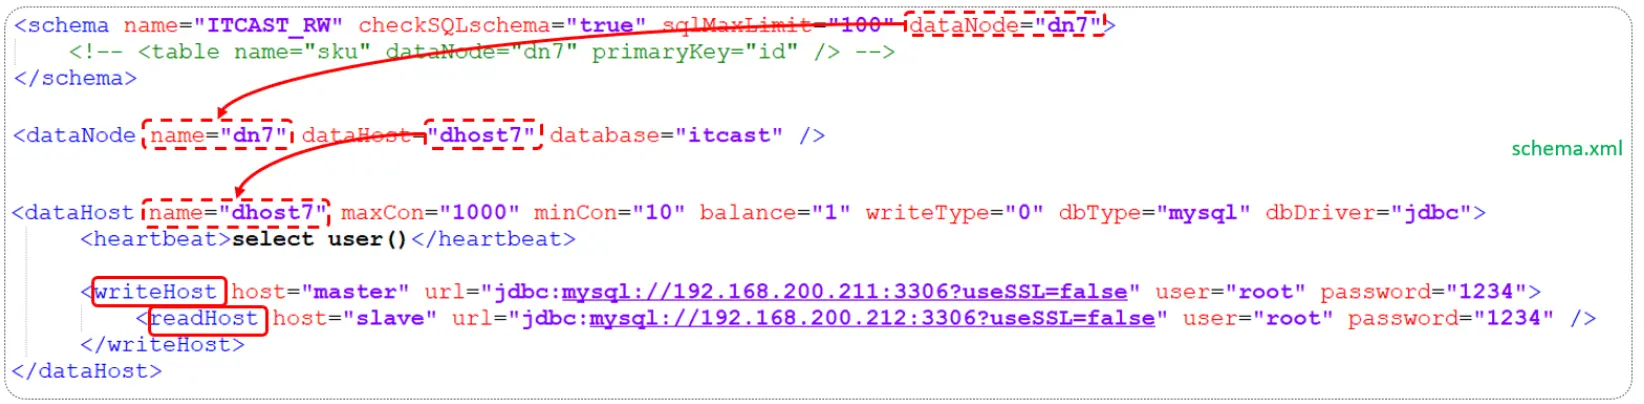 <schema name="ITCAST_RW" checkSQLschema="true" sqlMaxLimit="100" dataNode="dn7">
<!-- <table name="sku" dataNode="dn7" primaryKey="id" /> -->
</schema>
<dataNode name="dn7" dataHost="dhost7" database="itcast" />
schema.xml
<dataHost name="dhost7" maxCon="1000" minCon="10" balance="1" writeType="0" dbType="mysql" dbDriver="jdbc">
<heartbeat>select user()</heartbeat>
<writeHost host="master" url="jdbc:mysql://192.168.200.211:3306?useSSL=false" user="root" password="1234">
<readHost host="slave" url="jdbc:mysql://192.168.200.212:3306?useSSL=false" user="root" password="1234" />
</writeHost>
</dataHost>